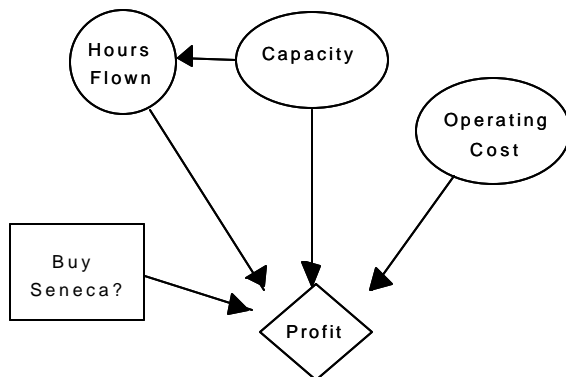 Hours
Flown
Capacity
Operating
Cost
Buy
Seneca?
Profit